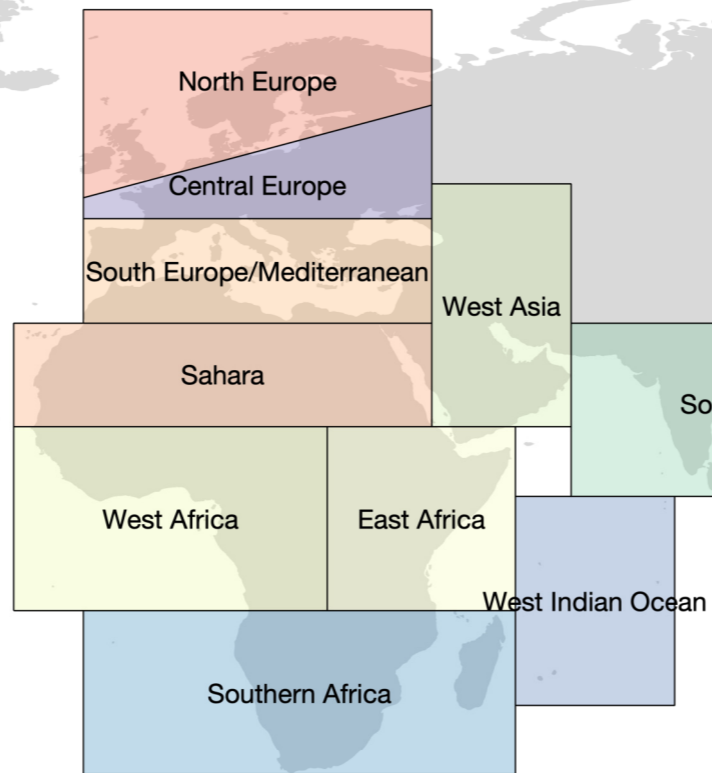 North Europe
Central Europe
South Europe/Mediterranean
West Asia
Sahara
So
West Africa
East Africa
West Indian Ocean
Southern Africa